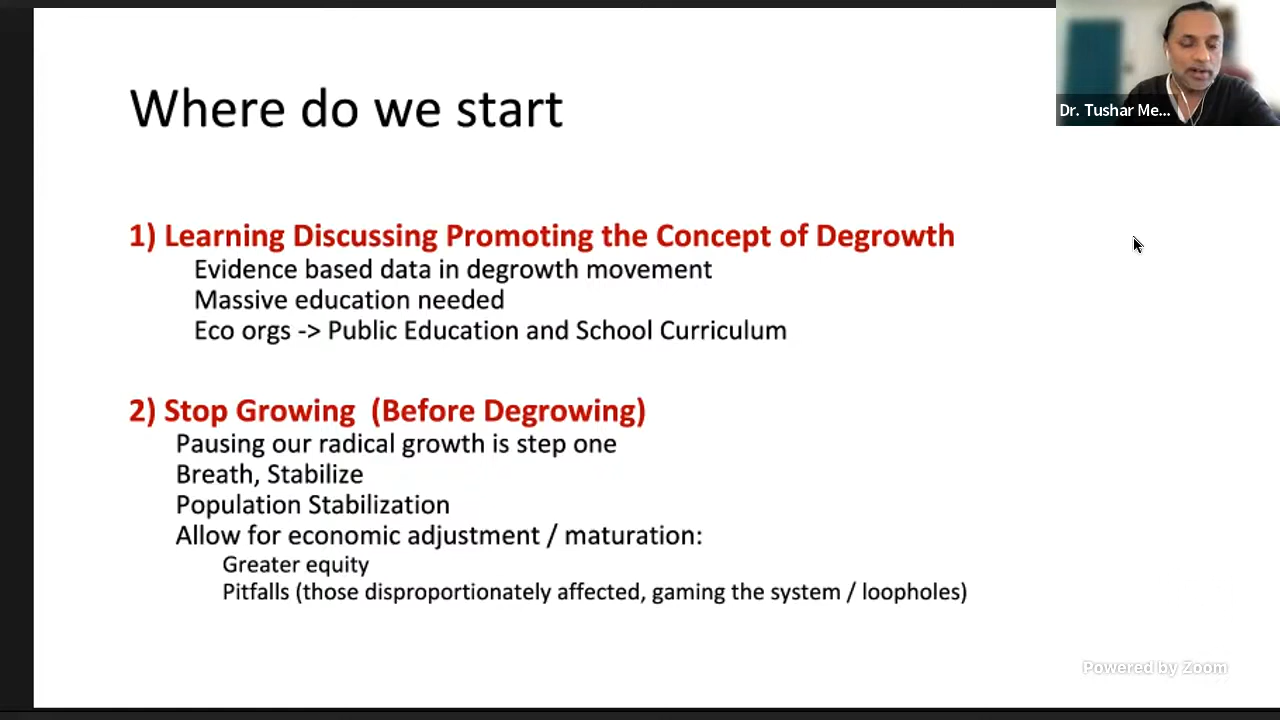 Where do we start
Dr. Tushar Me...
1) Learning Discussing Promoting the Concept of Degrowth
Evidence based data in degrowth movement
Massive education needed
Eco orgs -> Public Education and School Curriculum
2) Stop Growing (Before Degrowing)
Pausing our radical growth is step one
Breath, Stabilize
Population Stabilization
Allow for economic adjustment / maturation:
Greater equity
Pitfalls (those disproportionately affected, gaming the system / loopholes)
Powered by Zoom